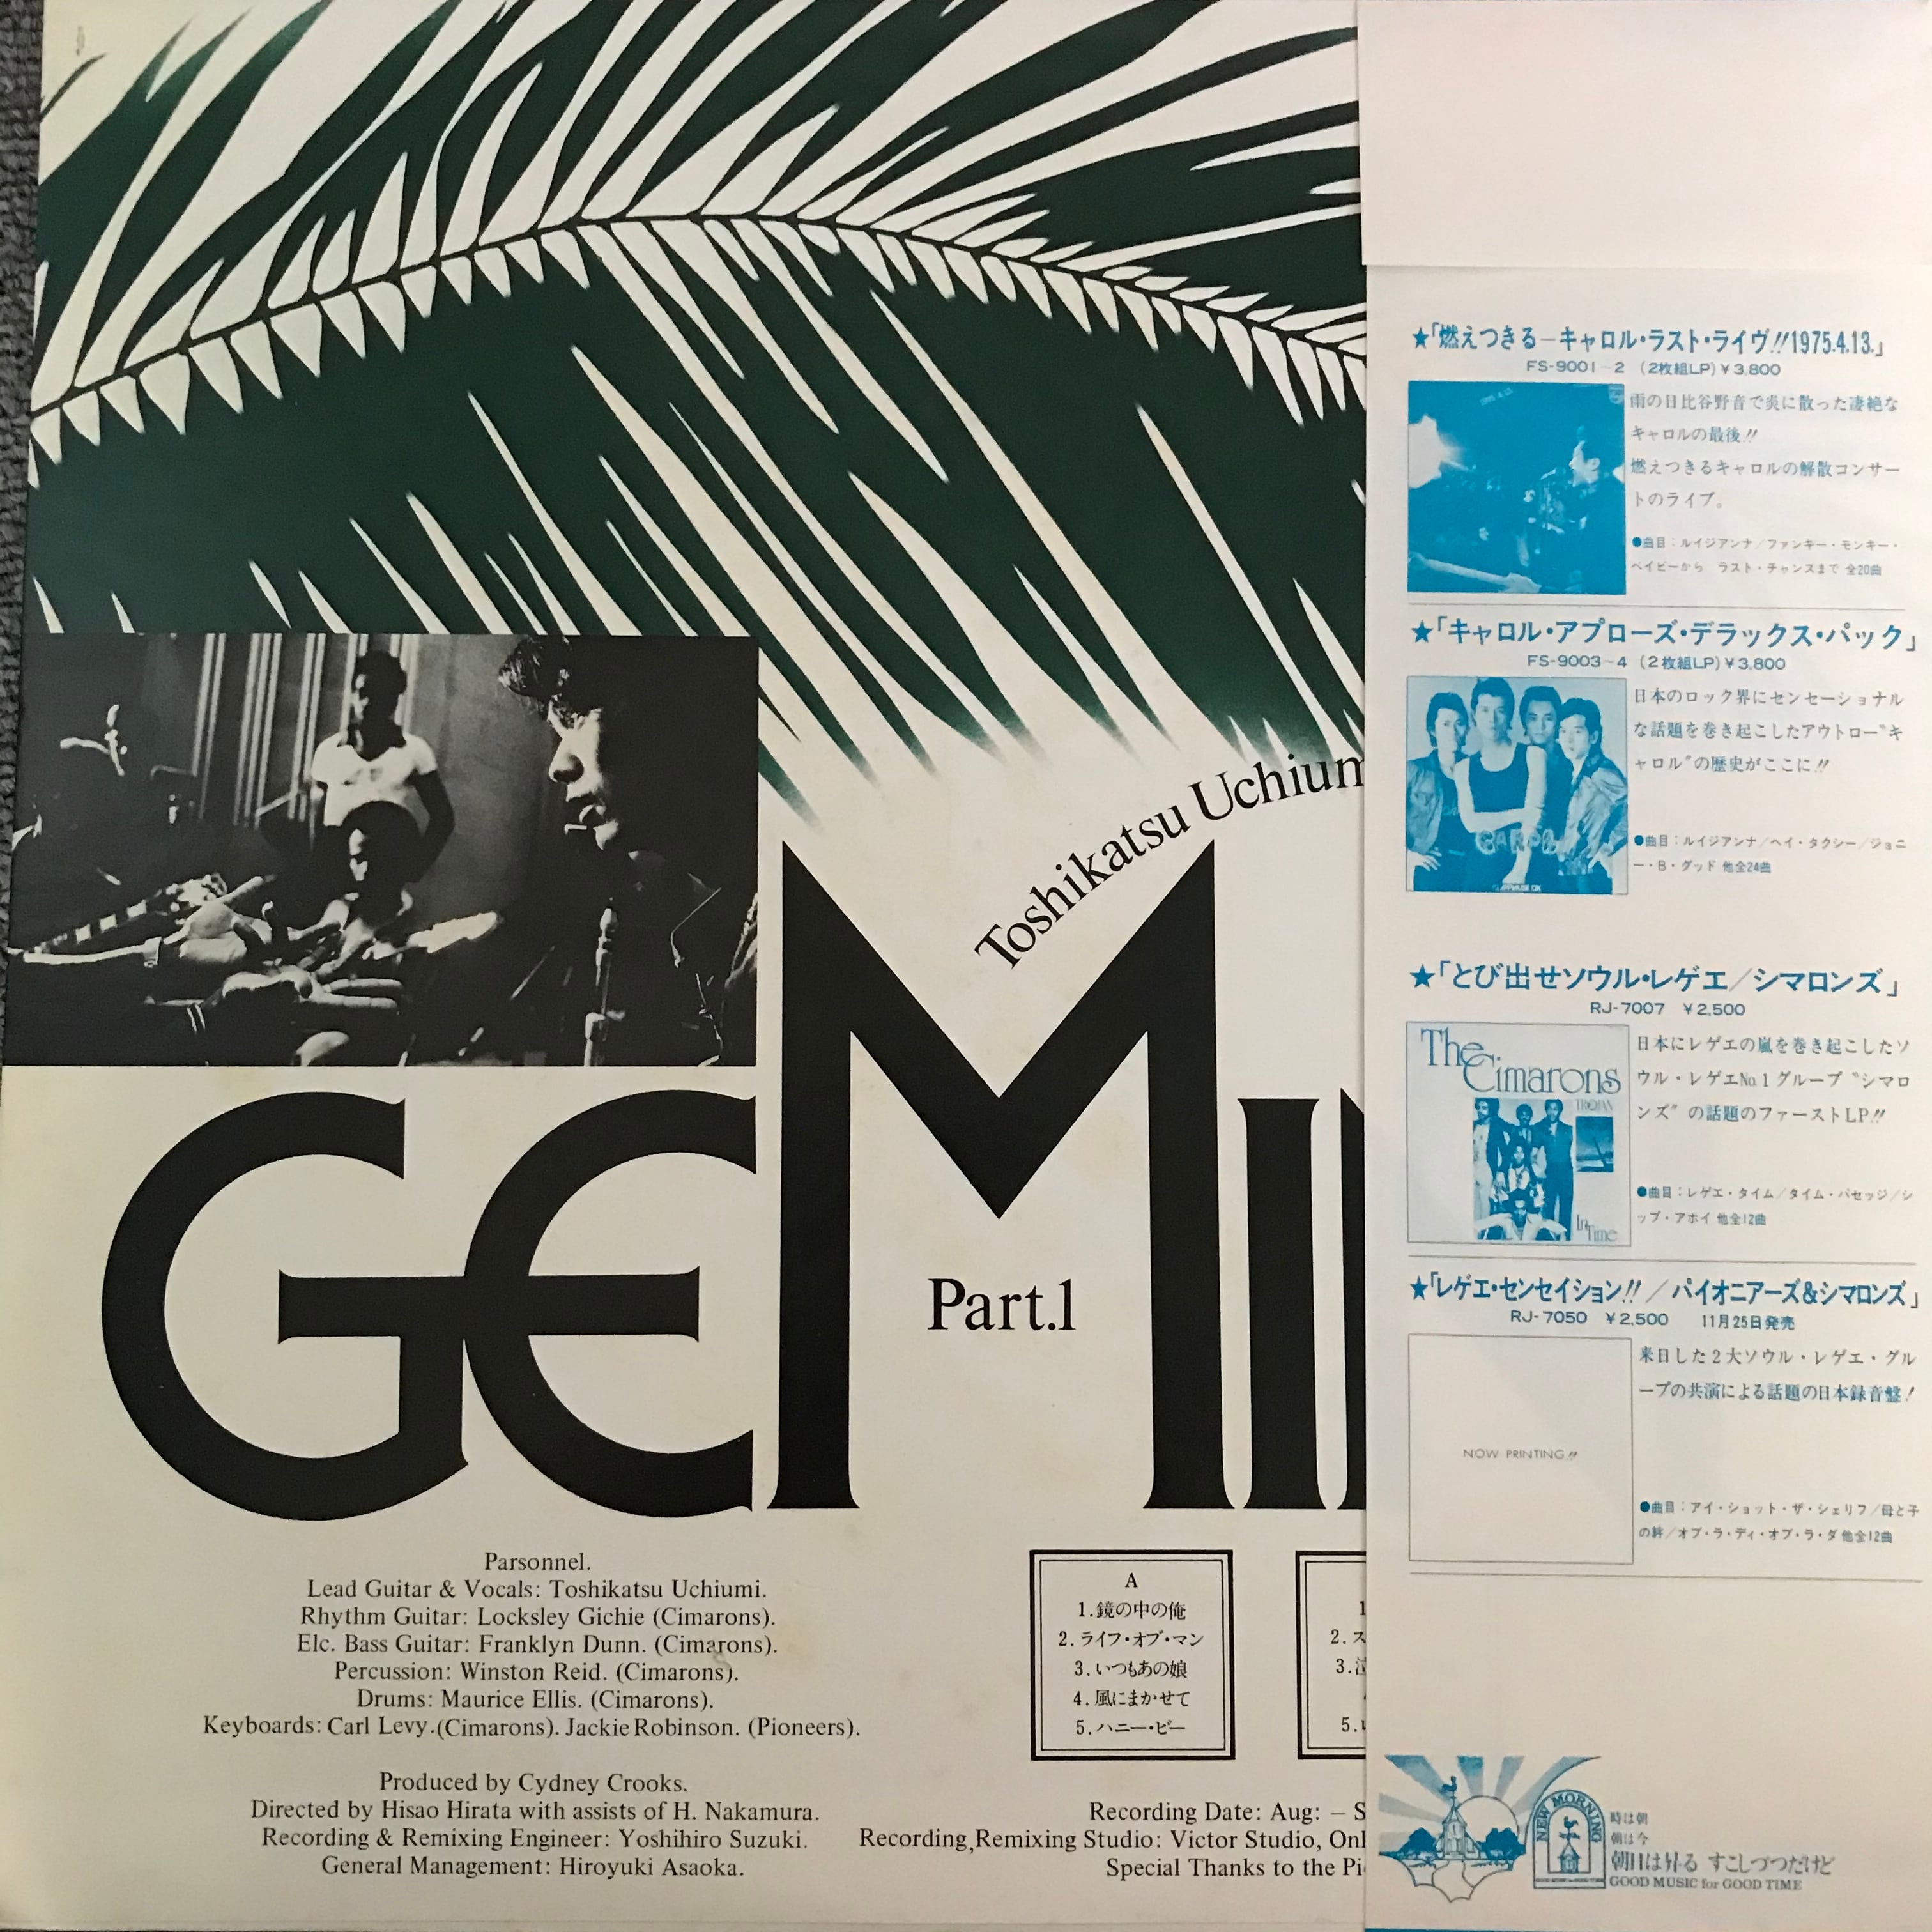 Toshikatsu Uchium
GEMI
Part.1
Parsonnel.
Lead Guitar & Vocals: Toshikatsu Uchiumi.
Rhythm Guitar: Locksley Gichie (Cimarons).
Elc. Bass Guitar: Franklyn Dunn. (Cimarons).
Percussion: Winston Reid. (Cimarons).
Drums: Maurice Ellis. (Cimarons).
Keyboards: Carl Levy.(Cimarons). Jackie Robinson. (Pioneers).
Produced by Cydney Crooks.
Directed by Hisao Hirata with assists of H. Nakamura.
Recording & Remixing Engineer: Yoshihiro Suzuki.
General Management: Hiroyuki Asaoka.
A
1.鏡の中の俺
2.ライフ・オブ・マン
3.いつもあの娘
4.風にまかせて
5.ハニー・ビー
1
2.ス
3.泣
5.い
Recording Date: Aug: – S
Recording,Remixing Studio: Victor Studio, Onl
Special Thanks to the Pi
★「燃えつきる－キャロル・ラスト・ライヴ!!1975.4.13.」
FS-9001~2 (2枚組LP)¥3,800
雨の日比谷野音で炎に散った凄絶な
キャロルの最後!!
燃えつきるキャロルの解散コンサー
トのライブ。
●曲目：ルイジアンナ／ファンキー・モンキー・
ベイビーから ラスト・チャンスまで 全20曲
★「キャロル・アプローズ・デラックス・パック」
FS-9003~4 (2枚組LP)¥3,800
日本のロック界にセンセーショナル
な話題を巻き起こしたアウトロー〝キ
ャロル〟の歴史がここに!!
CAROL
●曲目：ルイジアンナ／ヘイ・タクシー／ジョニ
ー・B・グッド 他全24曲
★「とび出せソウル・レゲエ／シマロンズ」
RJ-7007 ¥2,500
The Cimarons
TROJAN
In Time
日本にレゲエの嵐を巻き起こしたソ
ウル・レゲエNo.1グループ〝シマロ
ンズ〟の話題のファーストLP!!
●曲目：レゲエ・タイム／タイム・パセッジ／シ
ップ・アホイ 他全12曲
★「レゲエ・センセイション!!／パイオニアーズ&シマロンズ」
RJ-7050 ¥2,500 11月25日発売
NOW PRINTING!!
来日した2大ソウル・レゲエ・グル
ープの共演による話題の日本録音盤!
●曲目：アイ・ショット・ザ・シェリフ／母と子
の絆／オブ・ラ・ディ・オブ・ラ・ダ 他全12曲
NEW MORNING
時は朝
朝は今
朝日は昇る すこしづつだけど
GOOD MUSIC for GOOD TIME